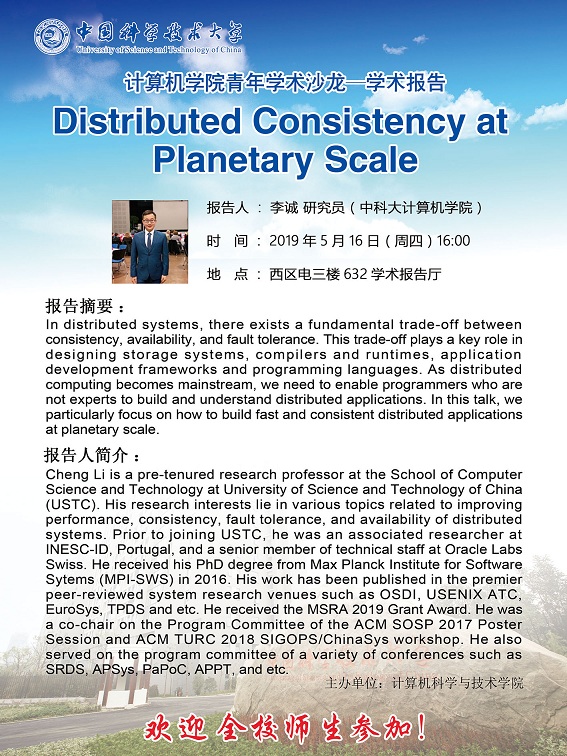 中国科学技术大学
University of Science and Technology of China
计算机学院青年学术沙龙—学术报告
Distributed Consistency at
Planetary Scale
报告人 : 李诚 研究员 ( 中科大计算机学院 )
时 间 : 2019 年 5 月 16 日 ( 周四 ) 16:00
地 点 : 西区电三楼 632 学术报告厅
报告摘要 :
In distributed systems, there exists a fundamental trade-off between
consistency, availability, and fault tolerance. This trade-off plays a key role in
designing storage systems, compilers and runtimes, application
development frameworks and programming languages. As distributed
computing becomes mainstream, we need to enable programmers who are
not experts to build and understand distributed applications. In this talk, we
particularly focus on how to build fast and consistent distributed applications
at planetary scale.
报告人简介 :
Cheng Li is a pre-tenured research professor at the School of Computer
Science and Technology at University of Science and Technology of China
(USTC). His research interests lie in various topics related to improving
performance, consistency, fault tolerance, and availability of distributed
systems. Prior to joining USTC, he was an associated researcher at
INESC-ID, Portugal, and a senior member of technical staff at Oracle Labs
Swiss. He received his PhD degree from Max Planck Institute for Software
Sytems (MPI-SWS) in 2016. His work has been published in the premier
peer-reviewed system research venues such as OSDI, USENIX ATC,
EuroSys, TPDS and etc. He received the MSRA 2019 Grant Award. He was
a co-chair on the Program Committee of the ACM SOSP 2017 Poster
Session and ACM TURC 2018 SIGOPS/ChinaSys workshop. He also
served on the program committee of a variety of conferences such as
SRDS, APSys, PaPoC, APPT, and etc.
主办单位: 计算机科学与技术学院
欢迎全校师生参加!